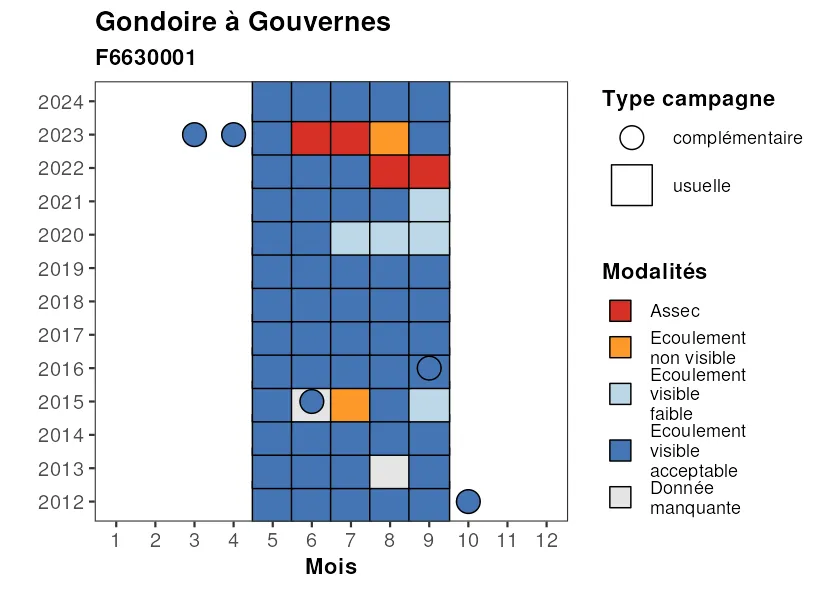 Gondoire à Gouvernes
F6630001
2024
2023
2022
2021
2020
2019
2018
2017
2016
2015
2014
2013
2012
1 2 3 4 5 6 7 8 9 10 11 12
Mois
Type campagne
complémentaire
usuelle
Modalités
Assec
Ecoulement
non visible
Ecoulement
visible
faible
Ecoulement
visible
acceptable
Donnée
manquante